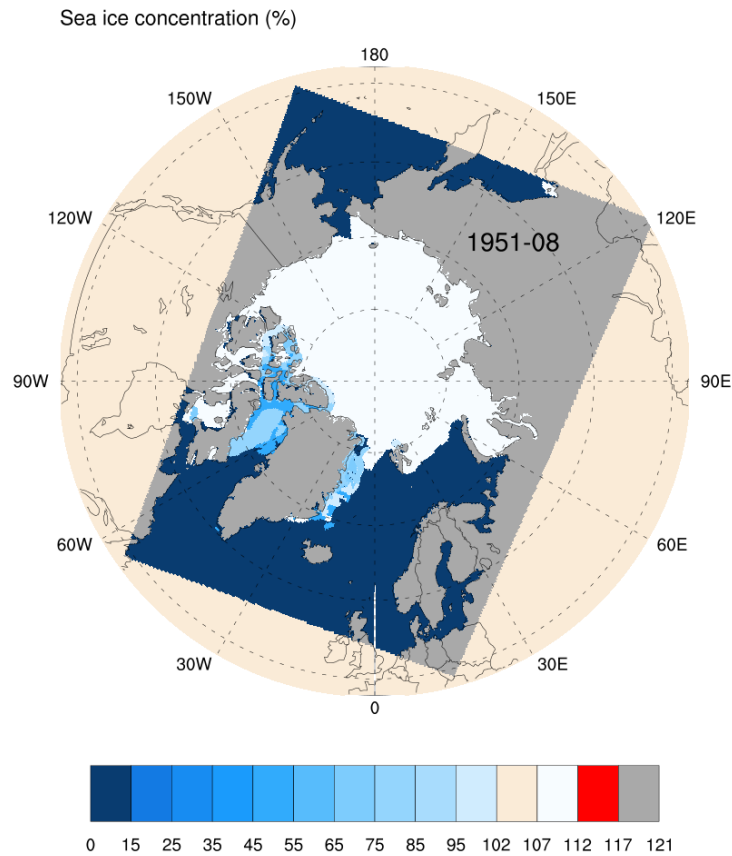 Sea ice concentration (%)
180
150W 150E
120W 120E
1951-08
90W 90E
60W 60E
30W 30E
0
0 15 25 35 45 55 65 75 85 95 102 107 112 117 121